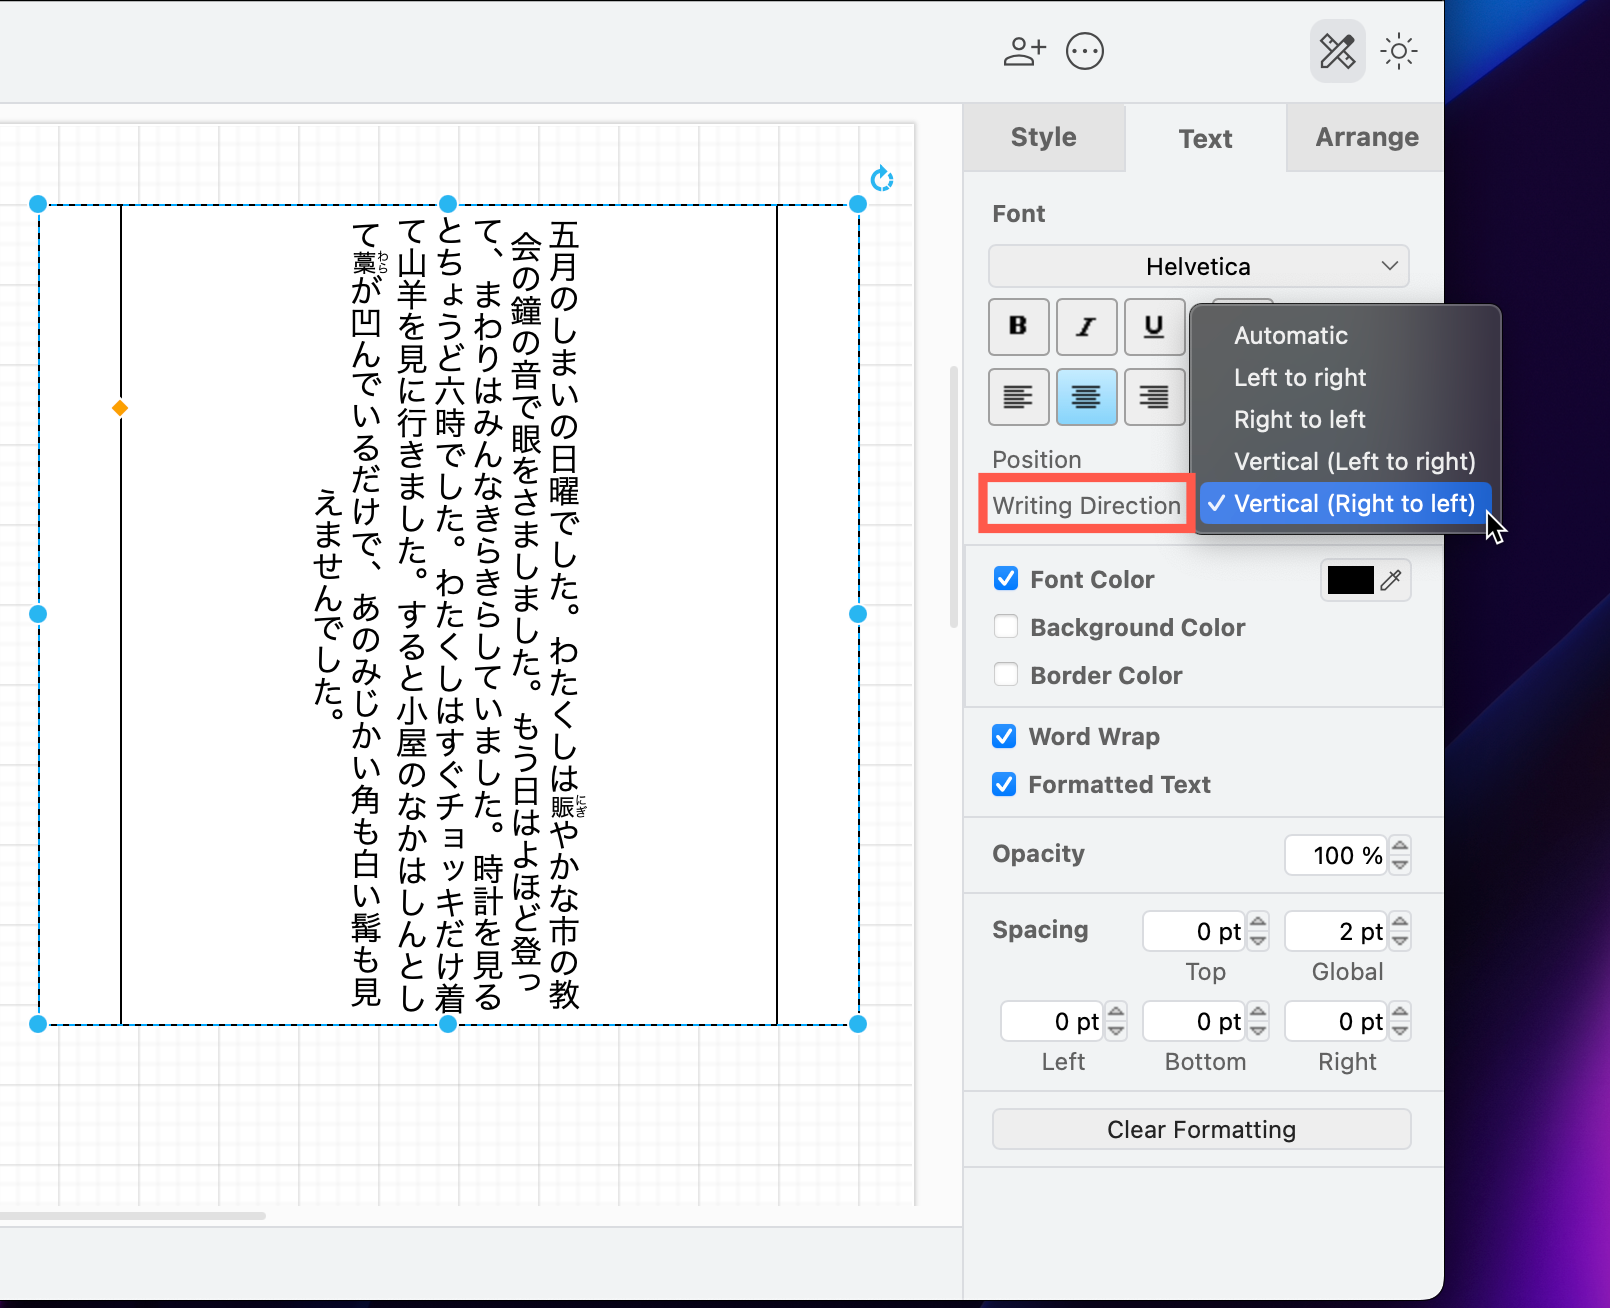 五月のしまいの日曜でした。わたくしは賑やかな市の教
にぎ
会の鐘の音で眼をさましました。もう日はよほど登っ
て、まわりはみんなきらきらしていました。時計を見る
とちょうど六時でした。わたくしはすぐチョッキだけ着
て山羊を見に行きました。すると小屋のなかはしんとし
て藁が凹んでいるだけで、あのみじかい角も白い髯も見
わら
えませんでした。
Style
Text
Arrange
Font
Helvetica
B I U
Automatic
Left to right
Right to left
Vertical (Left to right)
✓ Vertical (Right to left)
Position
Writing Direction
Font Color
Background Color
Border Color
Word Wrap
Formatted Text
Opacity
100 %
Spacing
0 pt
2 pt
Top
Global
0 pt
0 pt
0 pt
Left
Bottom
Right
Clear Formatting